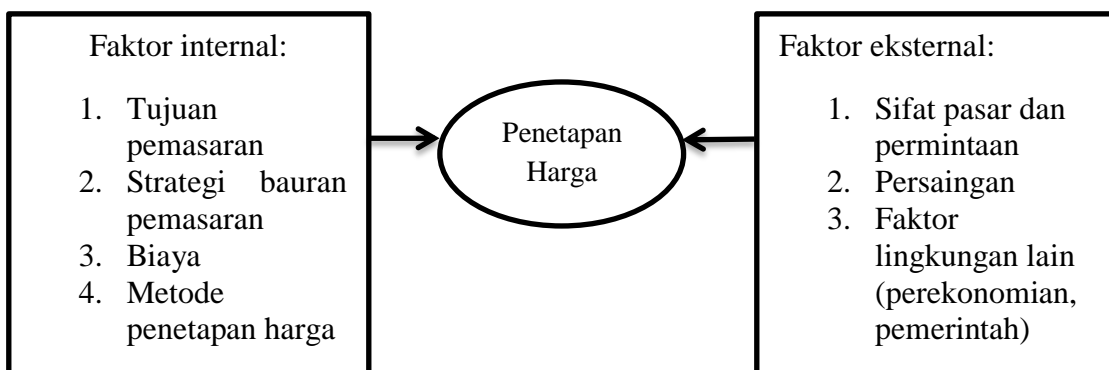 Faktor internal:
1. Tujuan
pemasaran
2. Strategi bauran
pemasaran
3. Biaya
4. Metode
penetapan harga
Penetapan
Harga
Faktor eksternal:
1. Sifat pasar dan
permintaan
2. Persaingan
3. Faktor
lingkungan lain
(perekonomian,
pemerintah)